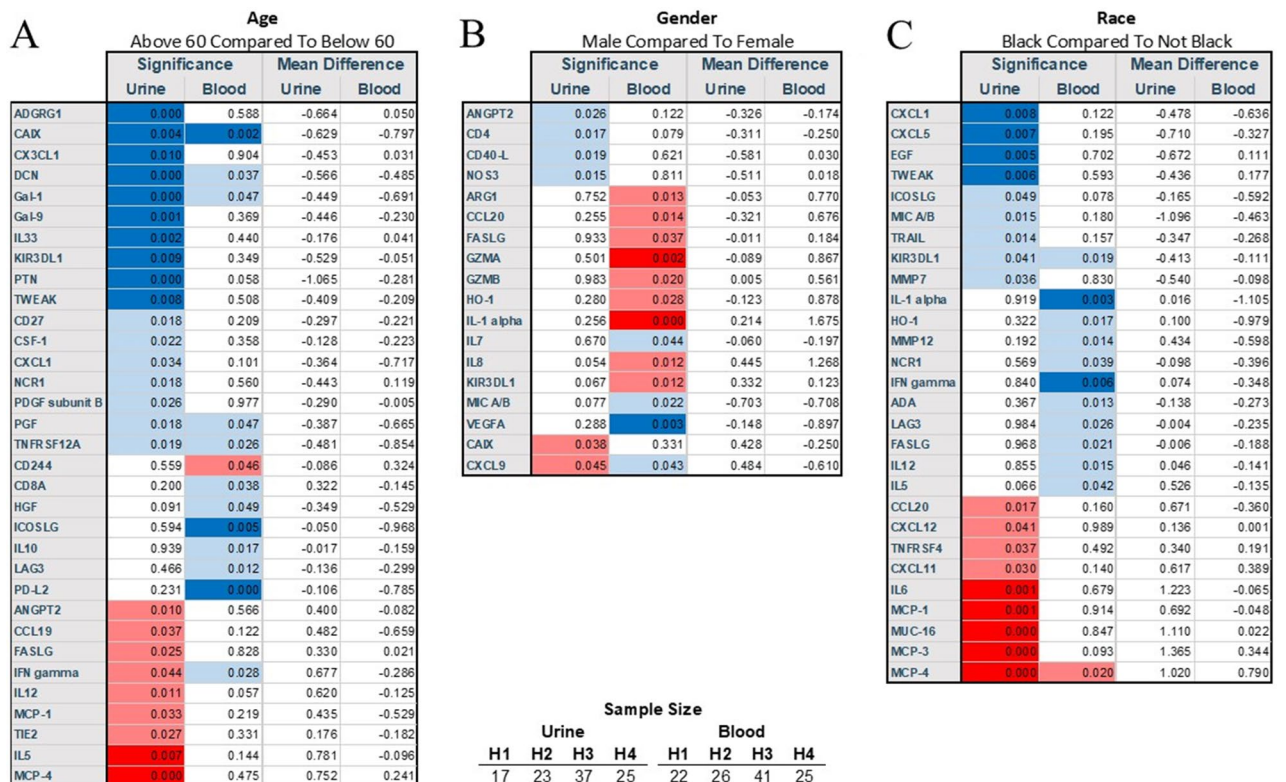 A
Age
Above 60 Compared To Below 60
Significance Mean Difference
Urine Blood Urine Blood
ADGRG1 0.000 0.588 -0.664 0.050
CAIX 0.004 0.002 -0.629 -0.797
CX3CL1 0.010 0.904 -0.453 0.031
DCN 0.000 0.037 -0.566 -0.485
Gal-1 0.000 0.047 -0.449 -0.691
Gal-9 0.001 0.369 -0.446 -0.230
IL33 0.002 0.440 -0.176 0.041
KIR3DL1 0.009 0.349 -0.529 -0.051
PTN 0.000 0.058 -1.065 -0.281
TWEAK 0.008 0.508 -0.409 -0.209
CD27 0.018 0.209 -0.297 -0.221
CSF-1 0.022 0.358 -0.128 -0.223
CXCL1 0.034 0.101 -0.364 -0.717
NCR1 0.018 0.560 -0.443 0.119
PDGF subunit B 0.026 0.977 -0.290 -0.005
PGF 0.018 0.047 -0.387 -0.665
TNFRSF12A 0.019 0.026 -0.481 -0.854
CD244 0.559 0.046 -0.086 0.324
CD8A 0.200 0.038 0.322 -0.145
HGF 0.091 0.049 -0.349 -0.529
ICOSLG 0.594 0.005 -0.050 -0.968
IL10 0.939 0.017 -0.017 -0.159
LAG3 0.466 0.012 -0.136 -0.299
PD-L2 0.231 0.000 -0.106 -0.785
ANGPT2 0.010 0.566 0.400 -0.082
CCL19 0.037 0.122 0.482 -0.659
FASLG 0.025 0.828 0.330 0.021
IFN gamma 0.044 0.028 0.677 -0.286
IL12 0.011 0.057 0.620 -0.125
MCP-1 0.033 0.219 0.435 -0.529
TIE2 0.027 0.331 0.176 -0.182
IL5 0.007 0.144 0.781 -0.096
MCP-4 0.000 0.475 0.752 0.241
B
Gender
Male Compared To Female
Significance Mean Difference
Urine Blood Urine Blood
ANGPT2 0.026 0.122 -0.326 -0.174
CD4 0.017 0.079 -0.311 -0.250
CD40-L 0.019 0.621 -0.581 0.030
NOS3 0.015 0.811 -0.511 0.018
ARG1 0.752 0.013 -0.053 0.770
CCL20 0.255 0.014 -0.321 0.676
FASLG 0.933 0.037 -0.011 0.184
GZMA 0.501 0.002 -0.089 0.867
GZMB 0.983 0.020 0.005 0.561
HO-1 0.280 0.028 -0.123 0.878
IL-1 alpha 0.256 0.000 0.214 1.675
IL7 0.670 0.044 -0.060 -0.197
IL8 0.054 0.012 0.445 1.268
KIR3DL1 0.067 0.012 0.332 0.123
MIC A/B 0.077 0.022 -0.703 -0.708
VEGFA 0.288 0.003 -0.148 -0.897
CAIX 0.038 0.331 0.428 -0.250
CXCL9 0.045 0.043 0.484 -0.610
C
Race
Black Compared To Not Black
Significance Mean Difference
Urine Blood Urine Blood
CXCL1 0.008 0.122 -0.478 -0.636
CXCL5 0.007 0.195 -0.710 -0.327
EGF 0.005 0.702 -0.672 0.111
TWEAK 0.006 0.593 -0.436 0.177
ICOSLG 0.049 0.078 -0.165 -0.592
MIC A/B 0.015 0.180 -1.096 -0.463
TRAIL 0.014 0.157 -0.347 -0.268
KIR3DL1 0.041 0.019 -0.413 -0.111
MMP7 0.036 0.830 -0.540 -0.098
IL-1 alpha 0.919 0.003 0.016 -1.105
HO-1 0.322 0.017 0.100 -0.979
MMP12 0.192 0.014 0.434 -0.598
NCR1 0.569 0.039 -0.098 -0.396
IFN gamma 0.840 0.006 0.074 -0.348
ADA 0.367 0.013 -0.138 -0.273
LAG3 0.984 0.026 -0.004 -0.235
FASLG 0.968 0.021 -0.006 -0.188
IL12 0.855 0.015 0.046 -0.141
IL5 0.066 0.042 0.526 -0.135
CCL20 0.017 0.160 0.671 -0.360
CXCL12 0.041 0.989 0.136 0.001
TNFRSF4 0.037 0.492 0.340 0.191
CXCL11 0.030 0.140 0.617 0.389
IL6 0.001 0.679 1.223 -0.065
MCP-1 0.001 0.914 0.692 -0.048
MUC-16 0.000 0.847 1.110 0.022
MCP-3 0.000 0.093 1.365 0.344
MCP-4 0.000 0.020 1.020 0.790
Sample Size
Urine Blood
H1 H2 H3 H4 H1 H2 H3 H4
17 23 37 25 22 26 41 25